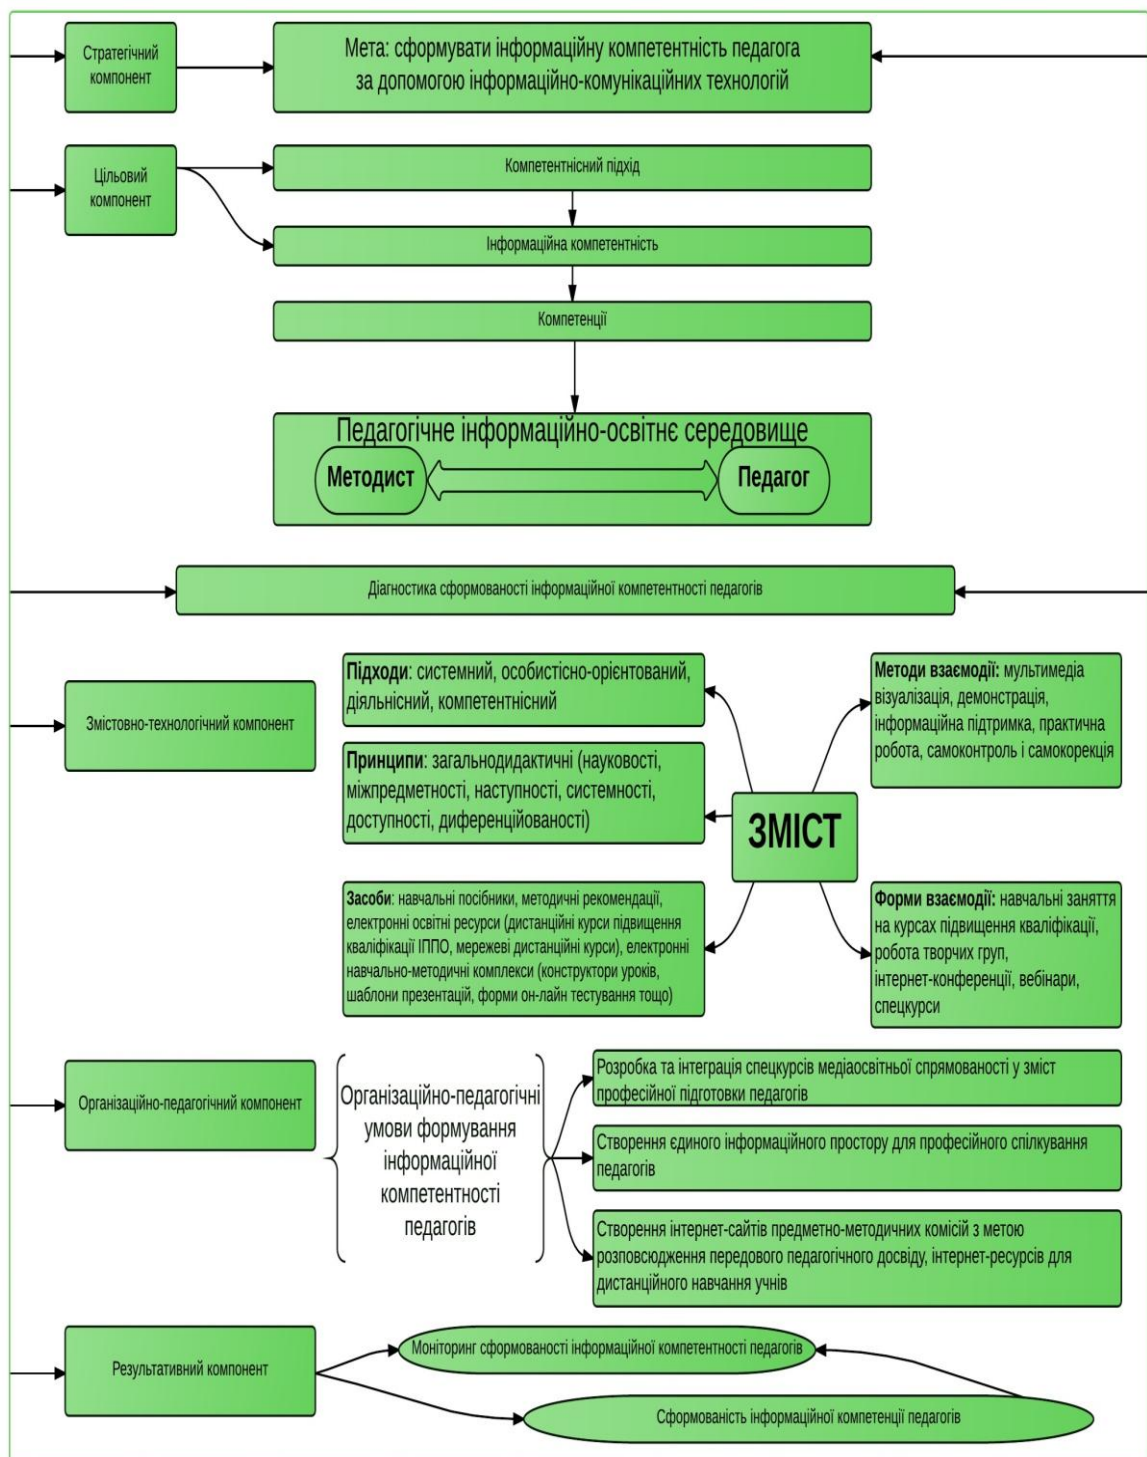 Стратегічний
компонент
Мета: сформувати інформаційну компетентність педагога
за допомогою інформаційно-комунікаційних технологій
Цільовий
компонент
Компетентнісний підхід
Інформаційна компетентність
Компетенції
Педагогічне інформаційно-освітнє середовище
Методист
Педагог
Діагностика сформованості інформаційної компетентності педагогів
Змістовно-технологічний компонент
Підходи: системний, особистісно-орієнтований,
діяльнісний, компетентнісний
Принципи: загальнодидактичні (науковості,
міжпредметності, наступності, системності,
доступності, диференційованості)
Засоби: навчальні посібники, методичні рекомендації,
електронні освітні ресурси (дистанційні курси підвищення
кваліфікації ІППО, мережеві дистанційні курси), електронні
навчально-методичні комплекси (конструктори уроків,
шаблони презентацій, форми он-лайн тестування тощо)
ЗМІСТ
Методи взаємодії: мультимедіа
візуалізація, демонстрація,
інформаційна підтримка, практична
робота, самоконтроль і самокорекція
Форми взаємодії: навчальні заняття
на курсах підвищення кваліфікації,
робота творчих груп,
інтернет-конференції, вебінари,
спецкурси
Організаційно-педагогічний компонент
Організаційно-педагогічні
умови формування
інформаційної
компетентності
педагогів
Розробка та інтеграція спецкурсів медіаосвітньої спрямованості у зміст
професійної підготовки педагогів
Створення єдиного інформаційного простору для професійного спілкування
педагогів
Створення інтернет-сайтів предметно-методичних комісій з метою
розповсюдження передового педагогічного досвіду, інтернет-ресурсів для
дистанційного навчання учнів
Результативний компонент
Моніторинг сформованості інформаційної компетентності педагогів
Сформованість інформаційної компетенції педагогів